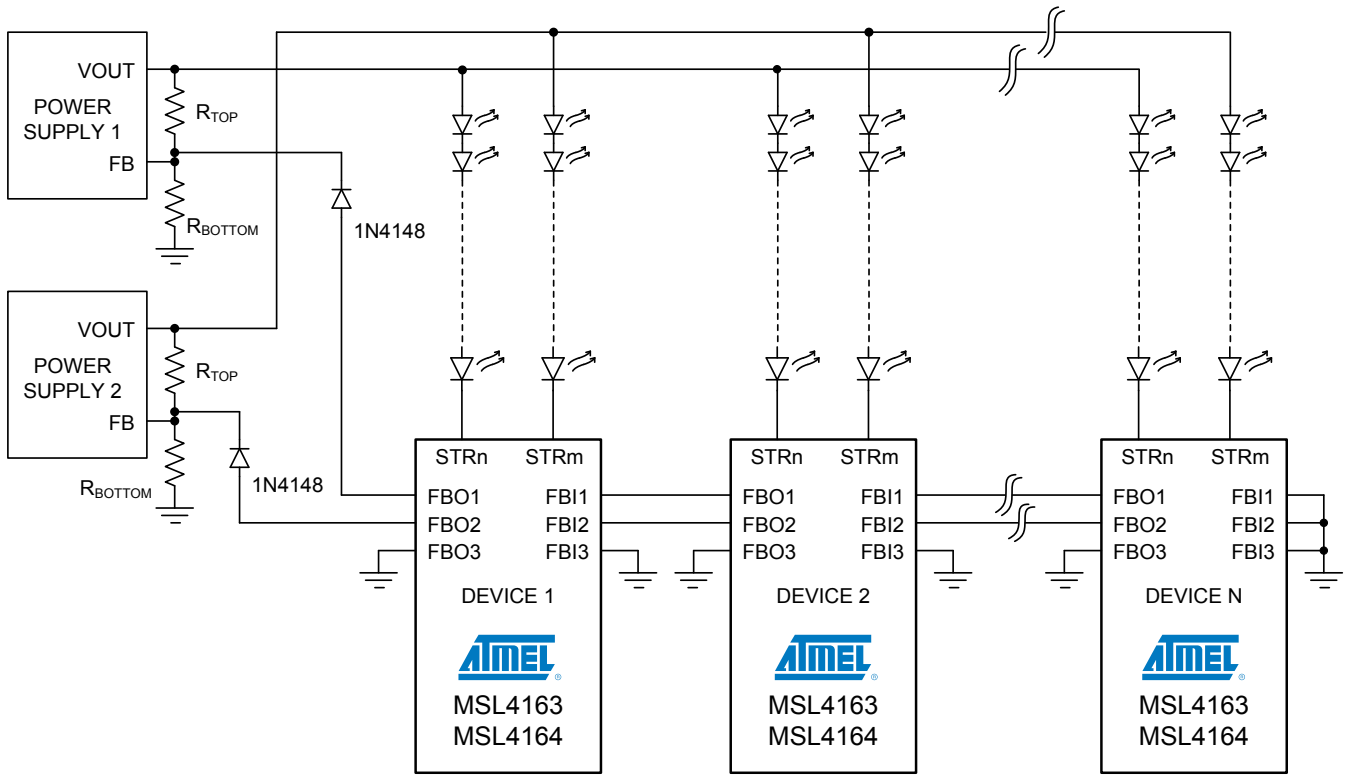 VOUT
POWER
SUPPLY 1
FB
RTOP
RBOTTOM
1N4148
VOUT
POWER
SUPPLY 2
FB
RTOP
RBOTTOM
1N4148
STRn STRm
FBO1 FBI1
FBO2 FBI2
FBO3 FBI3
DEVICE 1
ATMEL ®
MSL4163
MSL4164
STRn STRm
FBO1 FBI1
FBO2 FBI2
FBO3 FBI3
DEVICE 2
ATMEL ®
MSL4163
MSL4164
STRn STRm
FBO1 FBI1
FBO2 FBI2
FBO3 FBI3
DEVICE N
ATMEL ®
MSL4163
MSL4164